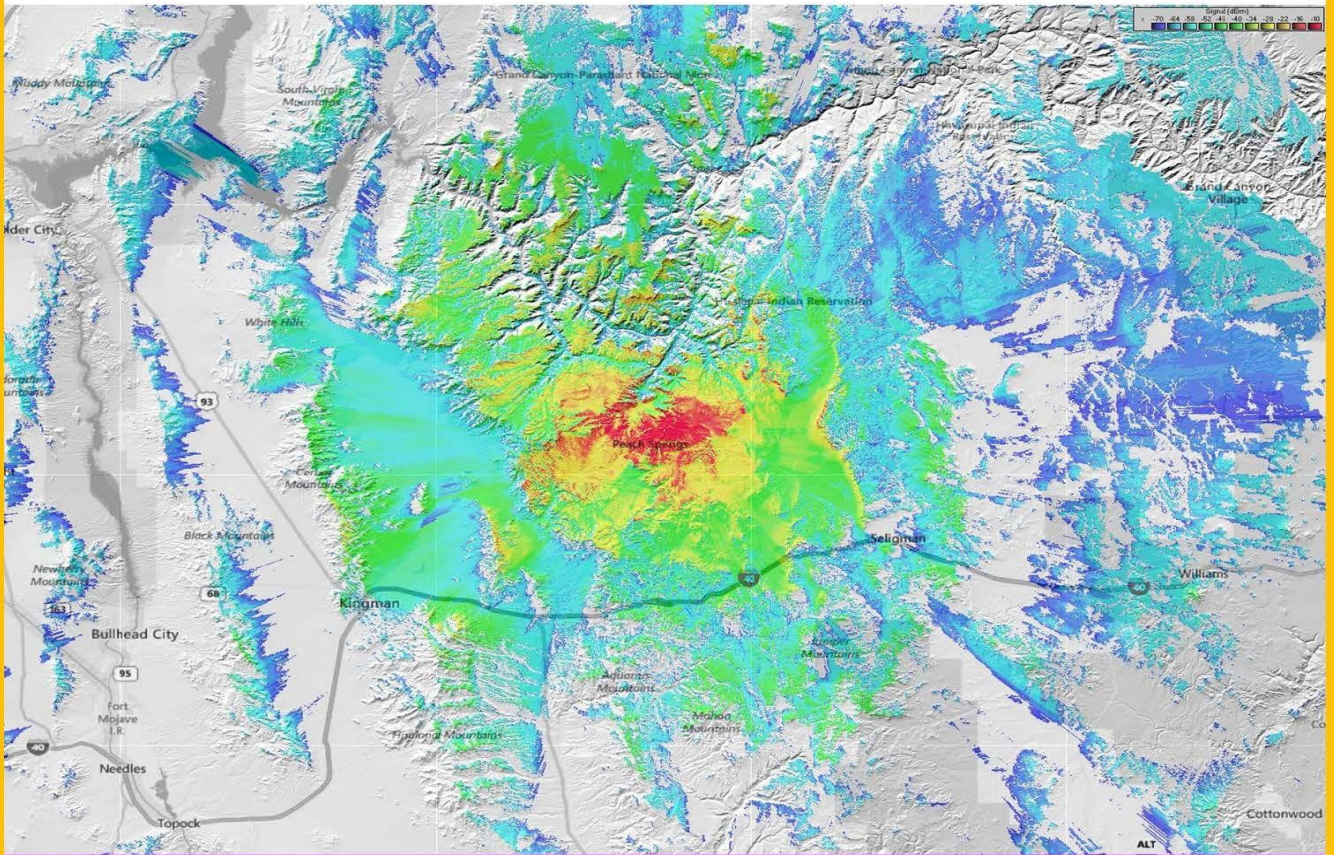 Signal (dBm)
< -70 -64 -58 -52 -46 -40 -34 -28 -22 -16 -10
Grand Canyon-Parashant National Mon
Muddy Mountains
South Virgin
Mountains
Grand Canyon
Village
White Hills
Hualapai Indian Reservation
93
Peach Springs
Cerbat
Mountains
Black Mountains
Seligman
40
Williams
40
Newberry
Mountains
163
68
Kingman
Bullhead City
Juniper
Mountains
95
Aquarius
Mountains
Fort
Mojave
I.R.
Mohon
Mountains
Hualapai Mountains
40
Needles
Topock
Cottonwood
ALT